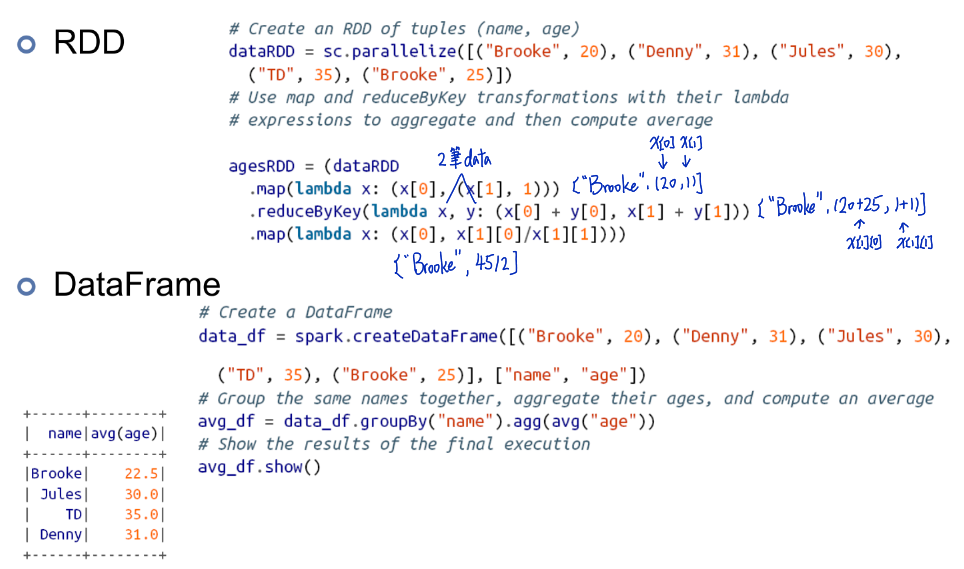 RDD
# Create an RDD of tuples (name, age)
dataRDD = sc.parallelize([("Brooke", 20), ("Denny", 31), ("Jules", 30),
("TD", 35), ("Brooke", 25)])
# Use map and reduceByKey transformations with their lambda
# expressions to aggregate and then compute average
x[0] x[1]
2筆data
agesRDD = (dataRDD
.map(lambda x: (x[0], (x[1], 1))) {"Brooke", (20,1)]
.reduceByKey(lambda x, y: (x[0] + y[0], x[1] + y[1])) {"Brooke", (20+25, 1+1)]
.map(lambda x: (x[0], x[1][0]/x[1][1]))) x[1][0] x[1][1]
{"Brooke", 45/2]
DataFrame
# Create a DataFrame
data_df = spark.createDataFrame([("Brooke", 20), ("Denny", 31), ("Jules", 30),
("TD", 35), ("Brooke", 25)], ["name", "age"])
# Group the same names together, aggregate their ages, and compute an average
avg_df = data_df.groupBy("name").agg(avg("age"))
# Show the results of the final execution
avg_df.show()
+------+--------+
| name|avg(age)|
+------+--------+
|Brooke| 22.5|
| Jules| 30.0|
| TD| 35.0|
| Denny| 31.0|
+------+--------+